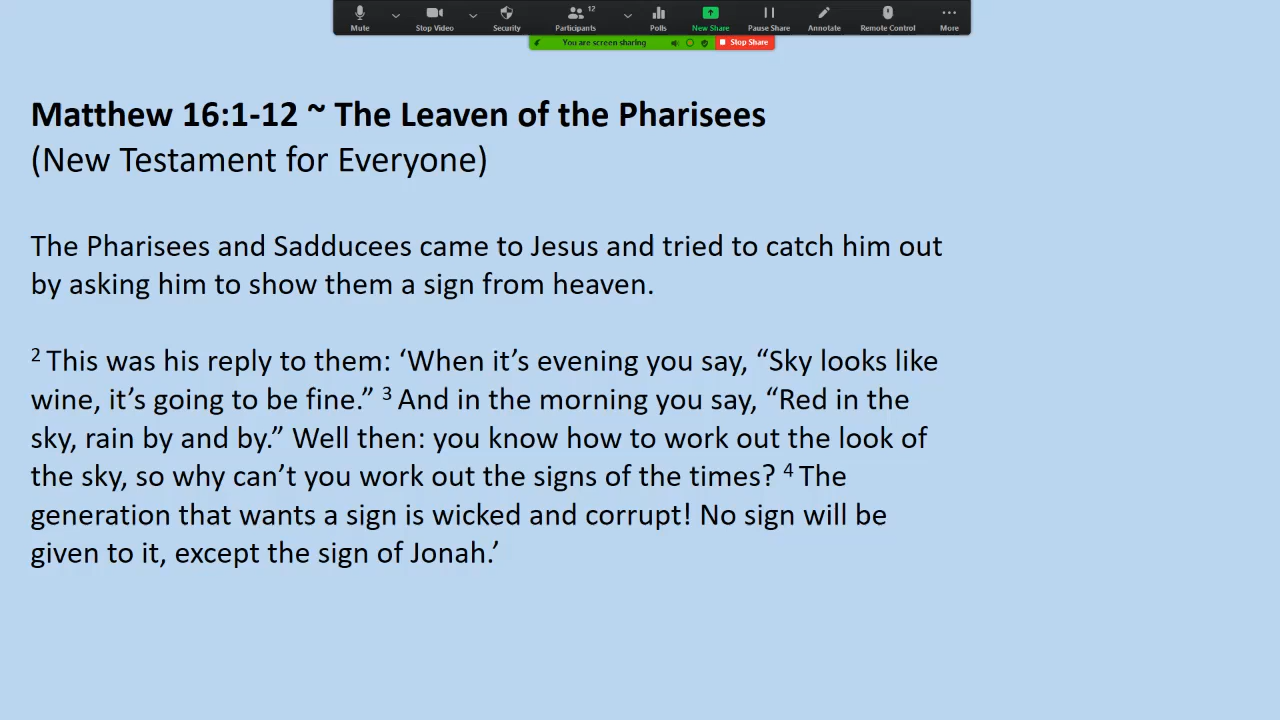 12
Mute
Stop Video
Security
Participants
Polls
New Share
Pause Share
Annotate
Remote Control
More
You are screen sharing
Stop Share
Matthew 16:1-12 ~ The Leaven of the Pharisees
(New Testament for Everyone)
The Pharisees and Sadducees came to Jesus and tried to catch him out
by asking him to show them a sign from heaven.
² This was his reply to them: ‘When it’s evening you say, “Sky looks like
wine, it’s going to be fine.” ³ And in the morning you say, “Red in the
sky, rain by and by.” Well then: you know how to work out the look of
the sky, so why can’t you work out the signs of the times? ⁴ The
generation that wants a sign is wicked and corrupt! No sign will be
given to it, except the sign of Jonah.’